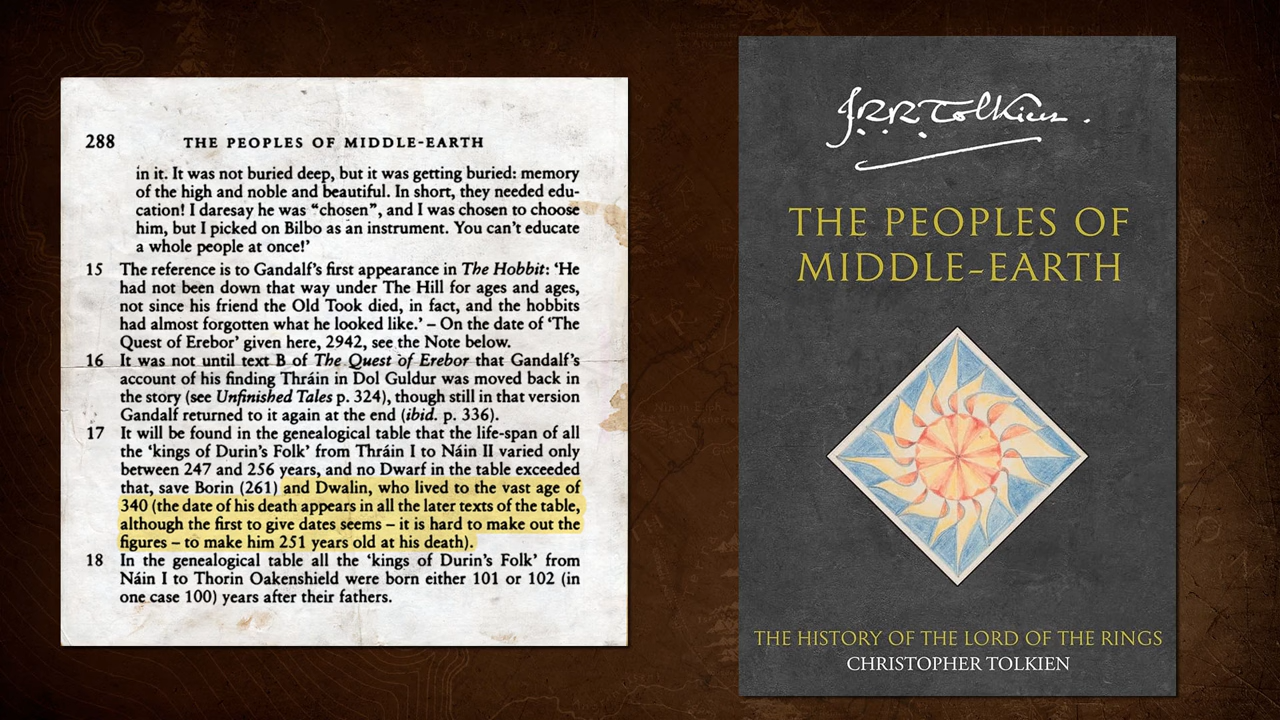 288 THE PEOPLES OF MIDDLE-EARTH
in it. It was not buried deep, but it was getting buried: memory
of the high and noble and beautiful. In short, they needed edu-
cation! I daresay he was “chosen”, and I was chosen to choose
him, but I picked on Bilbo as an instrument. You can’t educate
a whole people at once!’
15 The reference is to Gandalf’s first appearance in The Hobbit: ‘He
had not been down that way under The Hill for ages and ages,
not since his friend the Old Took died, in fact, and the hobbits
had almost forgotten what he looked like.’ – On the date of ‘The
Quest of Erebor’ given here, 2942, see the Note below.
16 It was not until text B of The Quest of Erebor that Gandalf’s
account of his finding Thráin in Dol Guldur was moved back in
the story (see Unfinished Tales p. 324), though still in that version
Gandalf returned to it again at the end (ibid. p. 336).
17 It will be found in the genealogical table that the life-span of all
the ‘kings of Durin’s Folk’ from Thráin I to Náin II varied only
between 247 and 256 years, and no Dwarf in the table exceeded
that, save Borin (261) and Dwalin, who lived to the vast age of
340 (the date of his death appears in all the later texts of the table,
although the first to give dates seems – it is hard to make out the
figures – to make him 251 years old at his death).
18 In the genealogical table all the ‘kings of Durin’s Folk’ from
Náin I to Thorin Oakenshield were born either 101 or 102 (in
one case 100) years after their fathers.
J.R.R. Tolkien.
THE PEOPLES OF
MIDDLE-EARTH
THE HISTORY OF THE LORD OF THE RINGS
CHRISTOPHER TOLKIEN